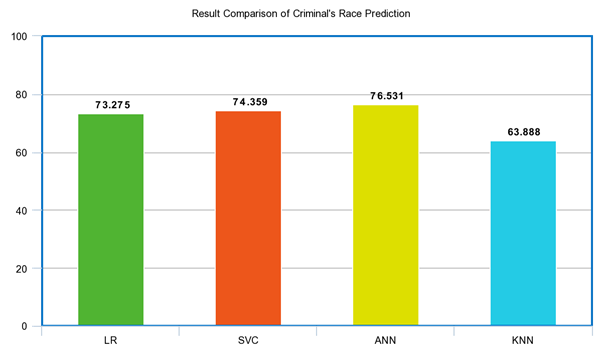 Result Comparison of Criminal's Race Prediction
100
80
60
40
20
0
73.275
74.359
76.531
63.888
LR
SVC
ANN
KNN